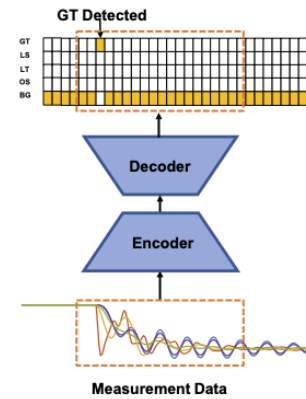 GT Detected
GT
LS
LT
OS
BG
Decoder
Encoder
Measurement Data